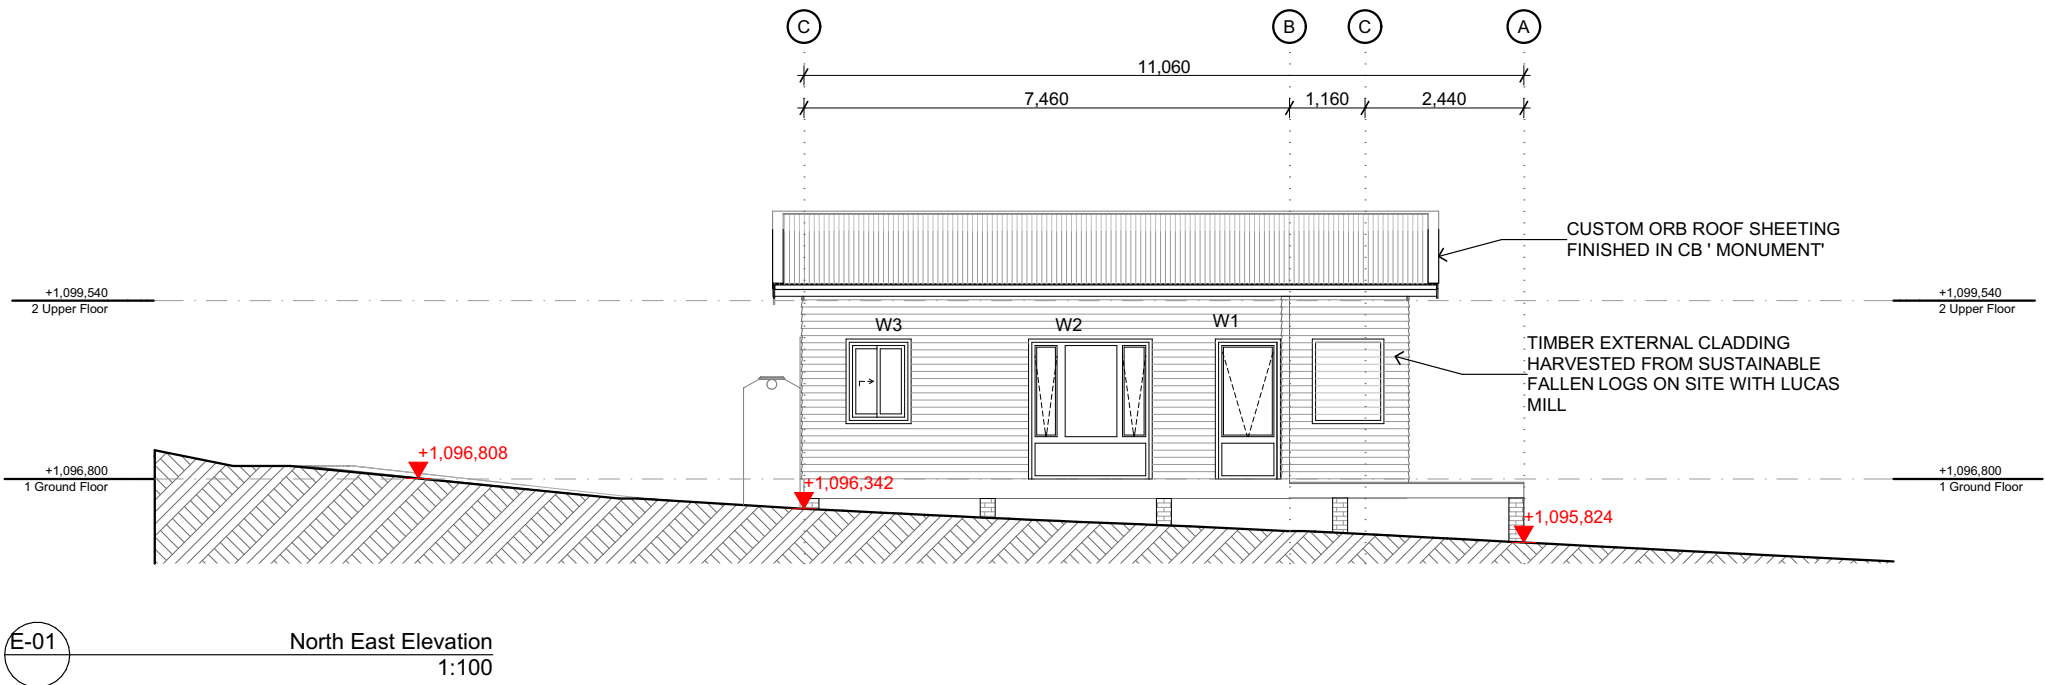 C
B
C
A
11,060
7,460
1,160
2,440
CUSTOM ORB ROOF SHEETING
FINISHED IN CB ' MONUMENT'
+1,099,540
2 Upper Floor
+1,099,540
2 Upper Floor
W3
W2
W1
TIMBER EXTERNAL CLADDING
HARVESTED FROM SUSTAINABLE
FALLEN LOGS ON SITE WITH LUCAS
MILL
+1,096,808
+1,096,800
1 Ground Floor
+1,096,342
+1,096,800
1 Ground Floor
+1,095,824
E-01
North East Elevation
1:100